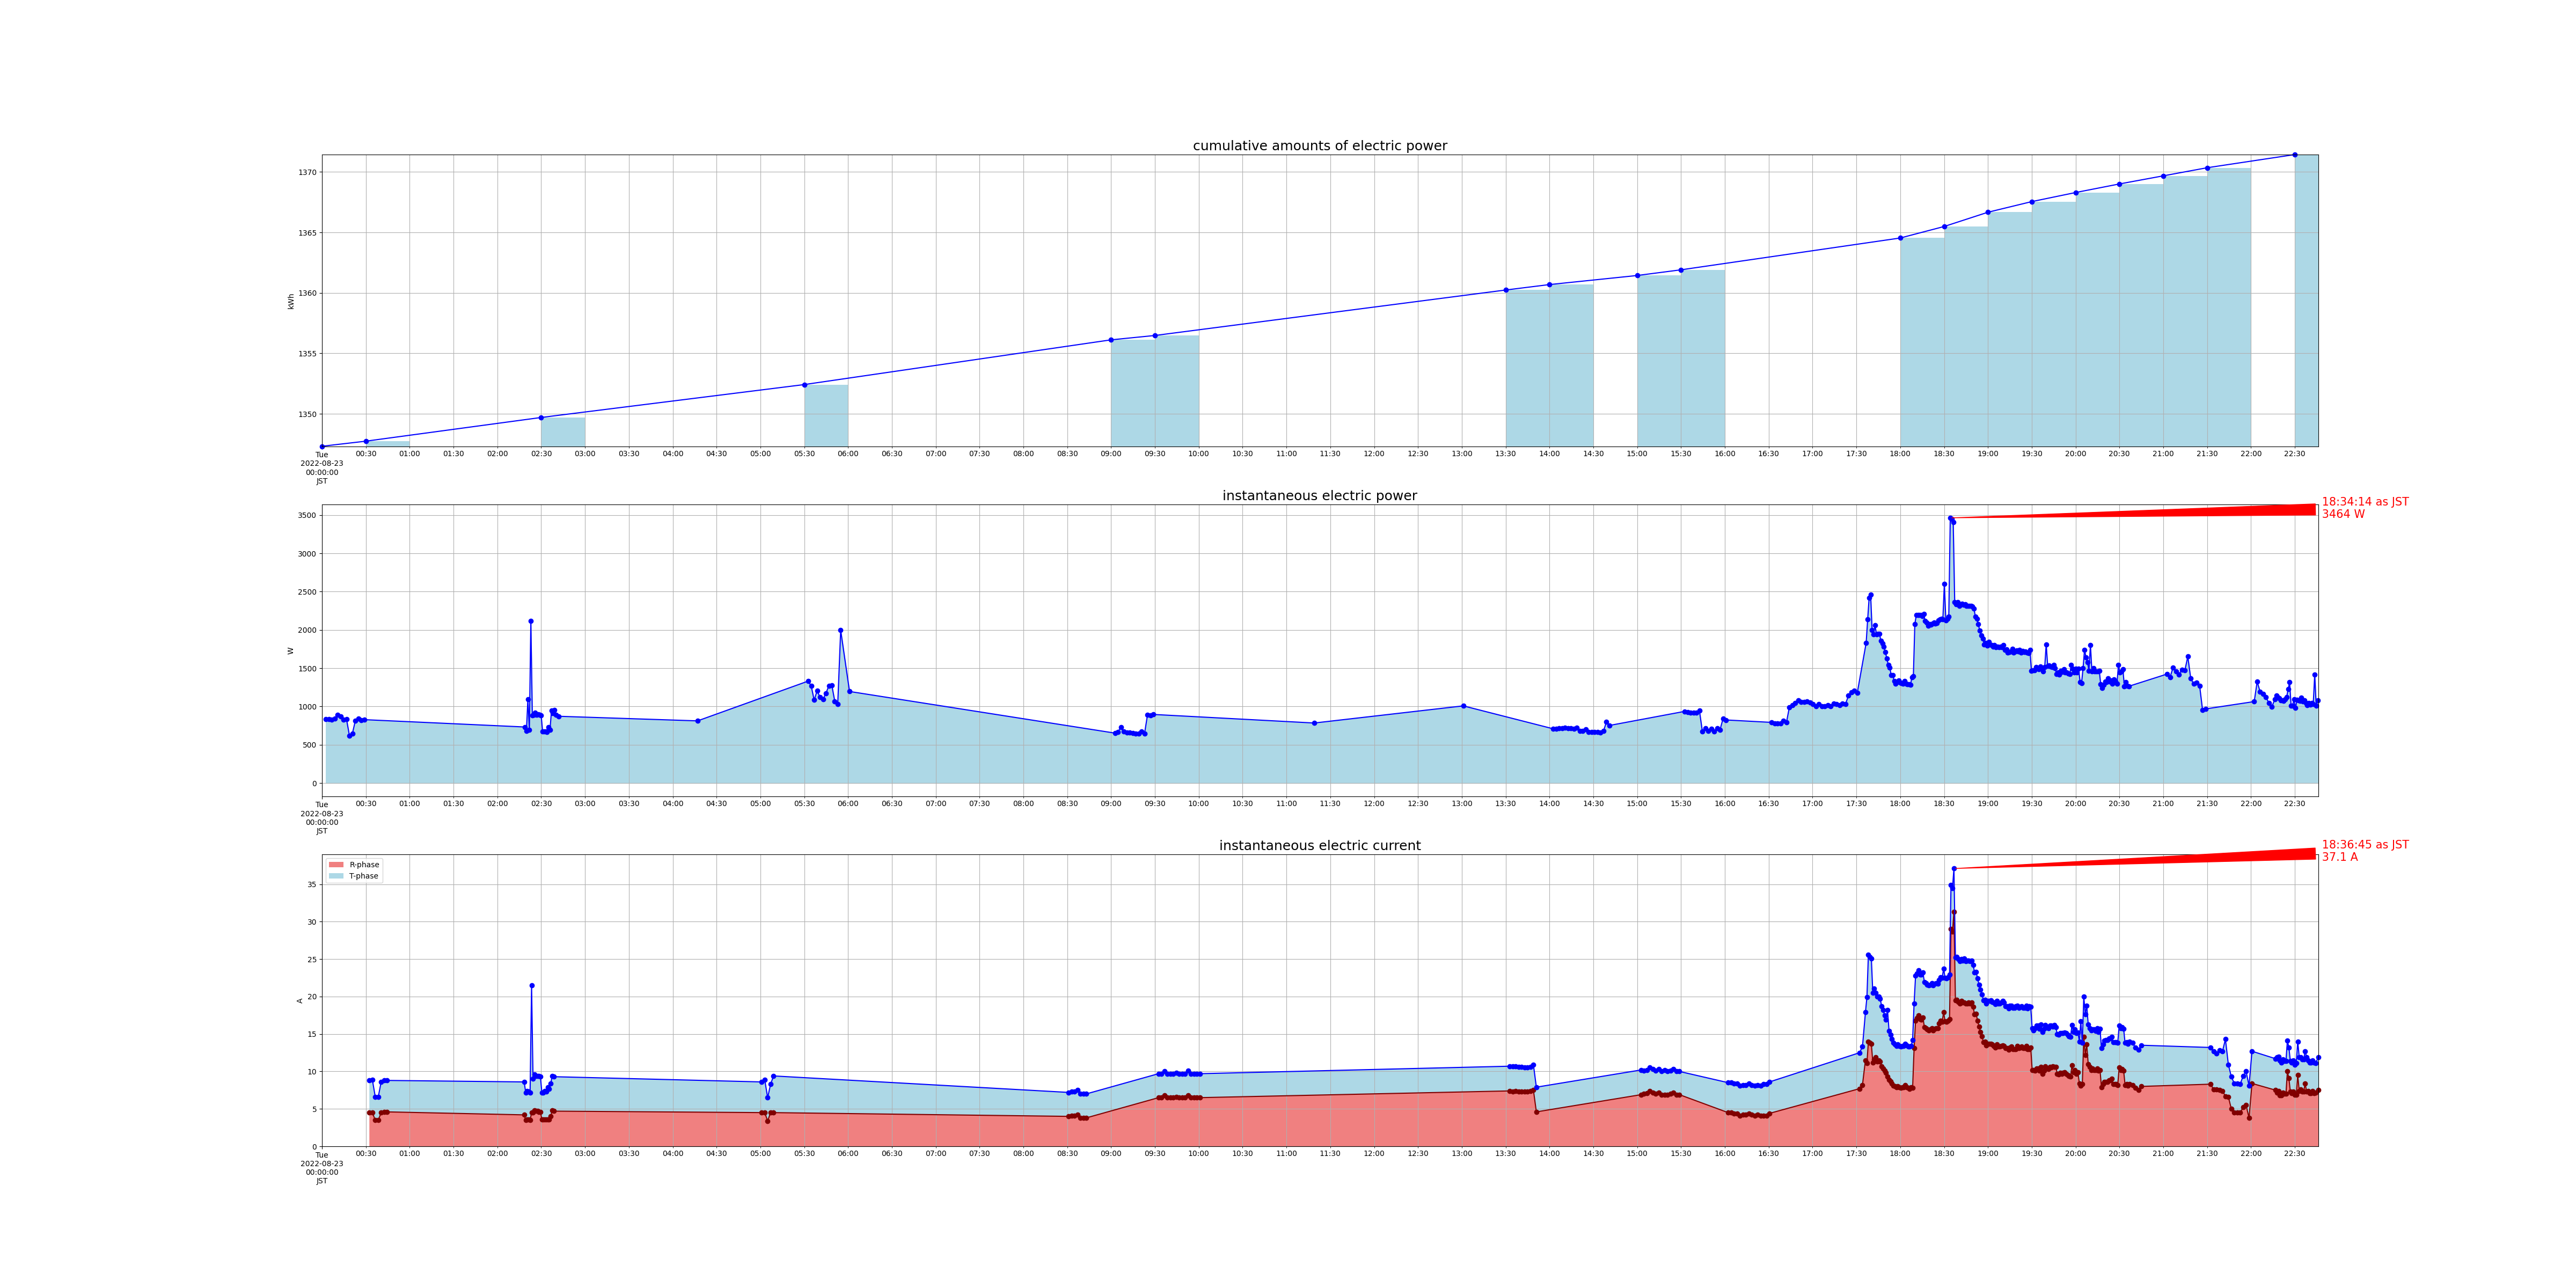 cumulative amounts of electric power
1370
1365
1360
1355
1350
kWh
Tue
2022-08-23
00:00:00
JST
00:30 01:00 01:30 02:00 02:30 03:00 03:30 04:00 04:30 05:00 05:30 06:00 06:30 07:00 07:30 08:00 08:30 09:00 09:30 10:00 10:30 11:00 11:30 12:00 12:30 13:00 13:30 14:00 14:30 15:00 15:30 16:00 16:30 17:00 17:30 18:00 18:30 19:00 19:30 20:00 20:30 21:00 21:30 22:00 22:30
instantaneous electric power
18:34:14 as JST
3464 W
3500
3000
2500
2000
1500
1000
500
0
W
Tue
2022-08-23
00:00:00
JST
00:30 01:00 01:30 02:00 02:30 03:00 03:30 04:00 04:30 05:00 05:30 06:00 06:30 07:00 07:30 08:00 08:30 09:00 09:30 10:00 10:30 11:00 11:30 12:00 12:30 13:00 13:30 14:00 14:30 15:00 15:30 16:00 16:30 17:00 17:30 18:00 18:30 19:00 19:30 20:00 20:30 21:00 21:30 22:00 22:30
instantaneous electric current
18:36:45 as JST
37.1 A
R-phase
T-phase
35
30
25
20
15
10
5
0
A
Tue
2022-08-23
00:00:00
JST
00:30 01:00 01:30 02:00 02:30 03:00 03:30 04:00 04:30 05:00 05:30 06:00 06:30 07:00 07:30 08:00 08:30 09:00 09:30 10:00 10:30 11:00 11:30 12:00 12:30 13:00 13:30 14:00 14:30 15:00 15:30 16:00 16:30 17:00 17:30 18:00 18:30 19:00 19:30 20:00 20:30 21:00 21:30 22:00 22:30